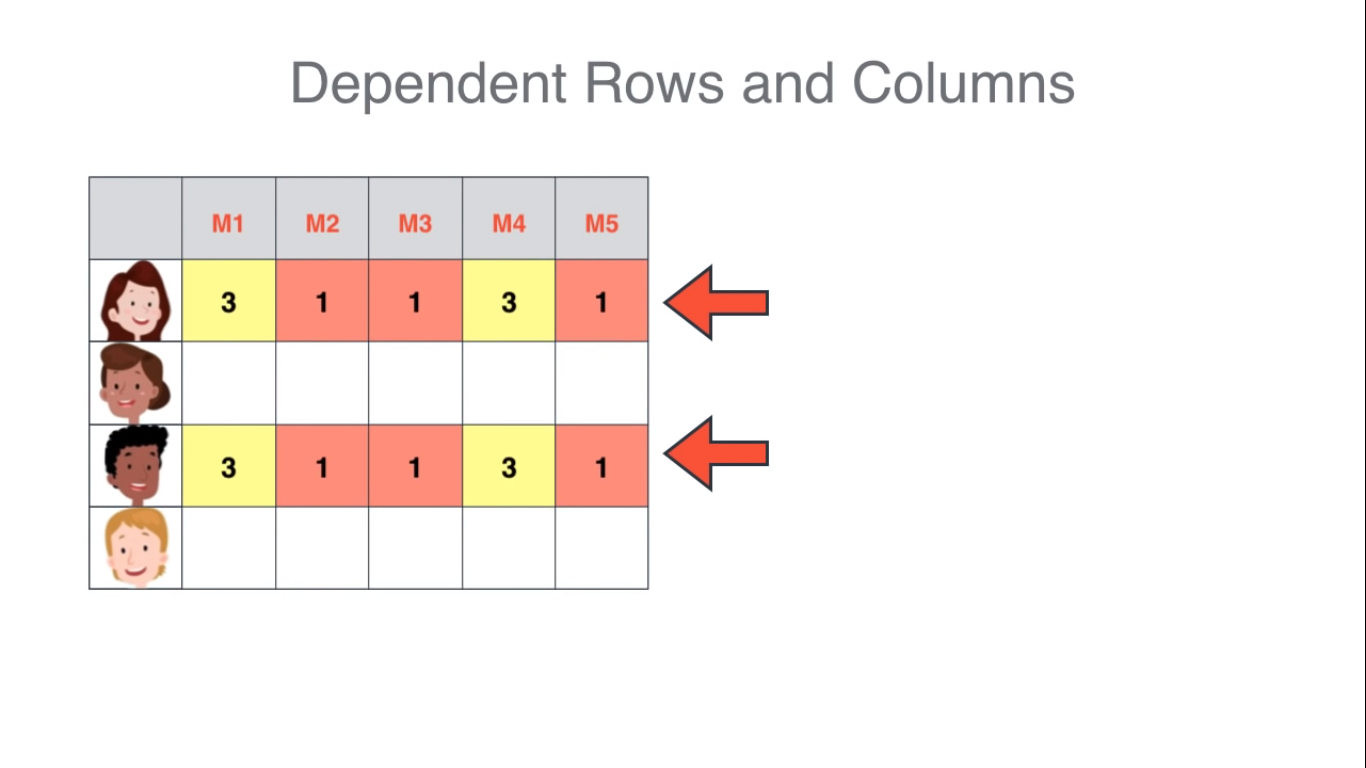 Dependent Rows and Columns
M1 M2 M3 M4 M5
3 1 1 3 1
3 1 1 3 1